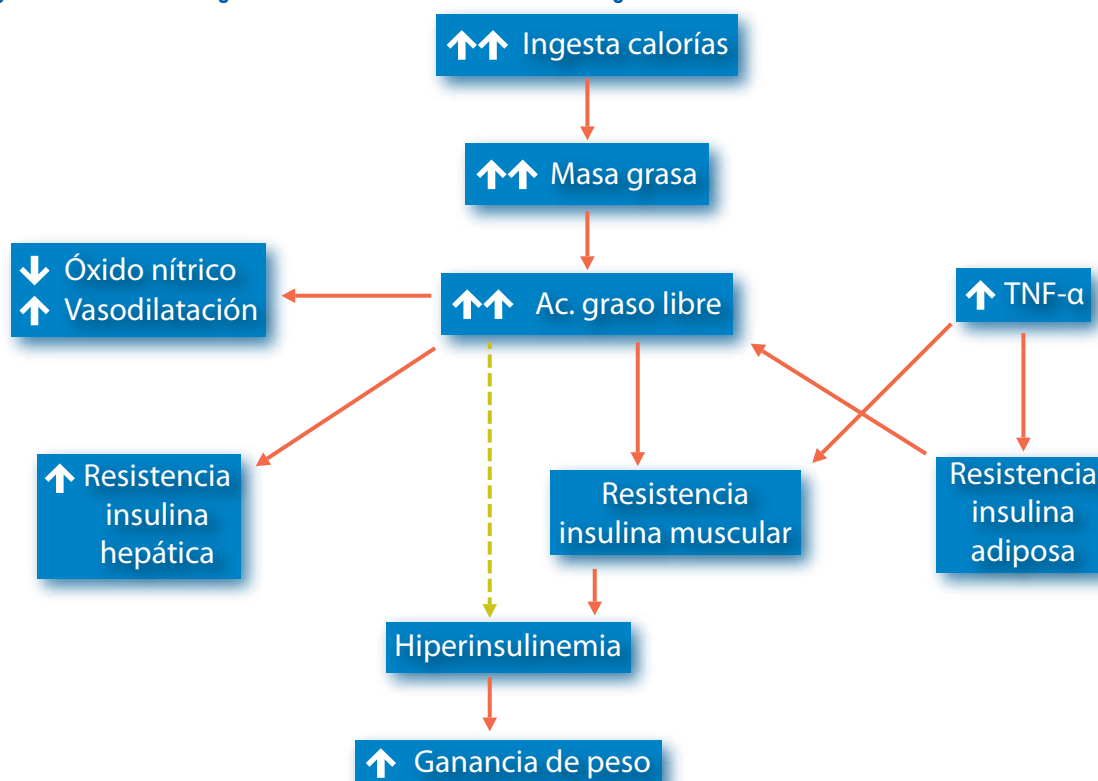 ↑↑ Ingesta calorías
↑↑ Masa grasa
↓ Óxido nítrico
↑ Vasodilatación
↑↑ Ac. graso libre
↑ TNF-α
↑ Resistencia
insulina
hepática
Resistencia
insulina muscular
Resistencia
insulina
adiposa
Hiperinsulinemia
↑ Ganancia de peso